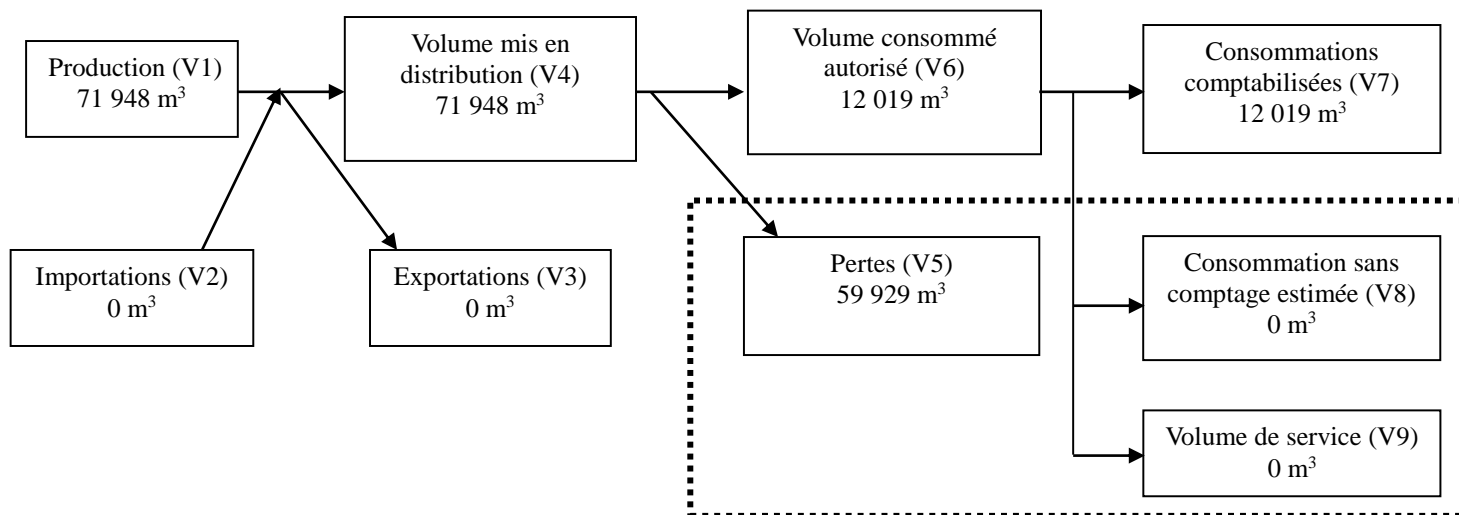 Production (V1)
71 948 m³
Volume mis en
distribution (V4)
71 948 m³
Volume consommé
autorisé (V6)
12 019 m³
Consommations
comptabilisées (V7)
12 019 m³
Importations (V2)
0 m³
Exportations (V3)
0 m³
Pertes (V5)
59 929 m³
Consommation sans
comptage estimée (V8)
0 m³
Volume de service (V9)
0 m³